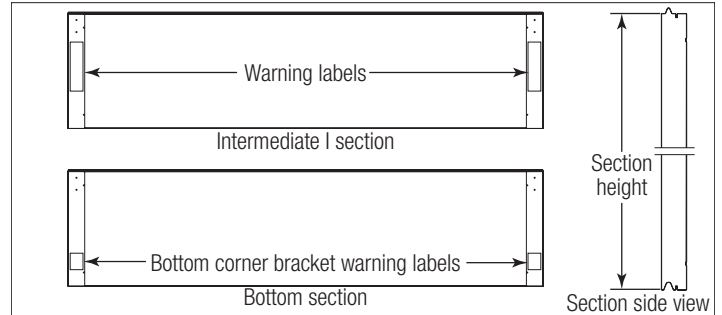 Warning labels
Intermediate I section
Section
height
Bottom corner bracket warning labels
Bottom section
Section side view